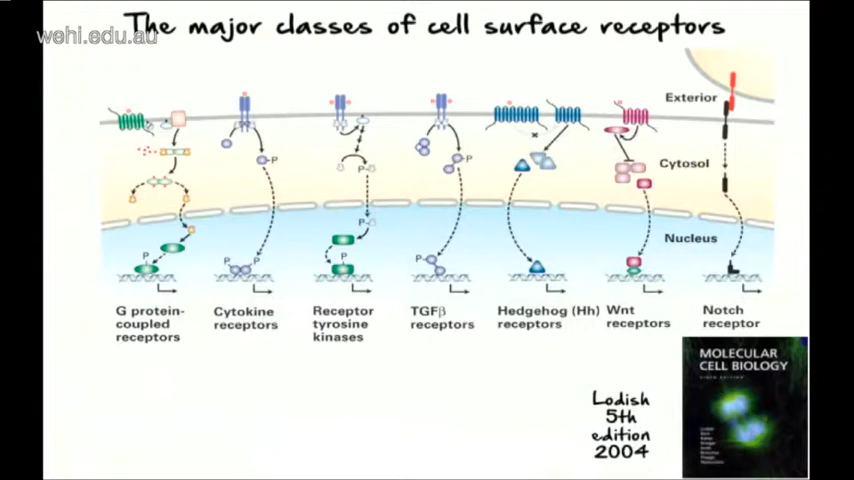 The major classes of cell surface receptors
wehi.edu.au
Exterior
Cytosol
Nucleus
P
P
P
P
P
P
P
P
P
P
G protein-
coupled
receptors
Cytokine
receptors
Receptor
tyrosine
kinases
TGFβ
receptors
Hedgehog (Hh)
receptors
Wnt
receptors
Notch
receptor
Lodish
5th
edition
2004
MOLECULAR
CELL BIOLOGY